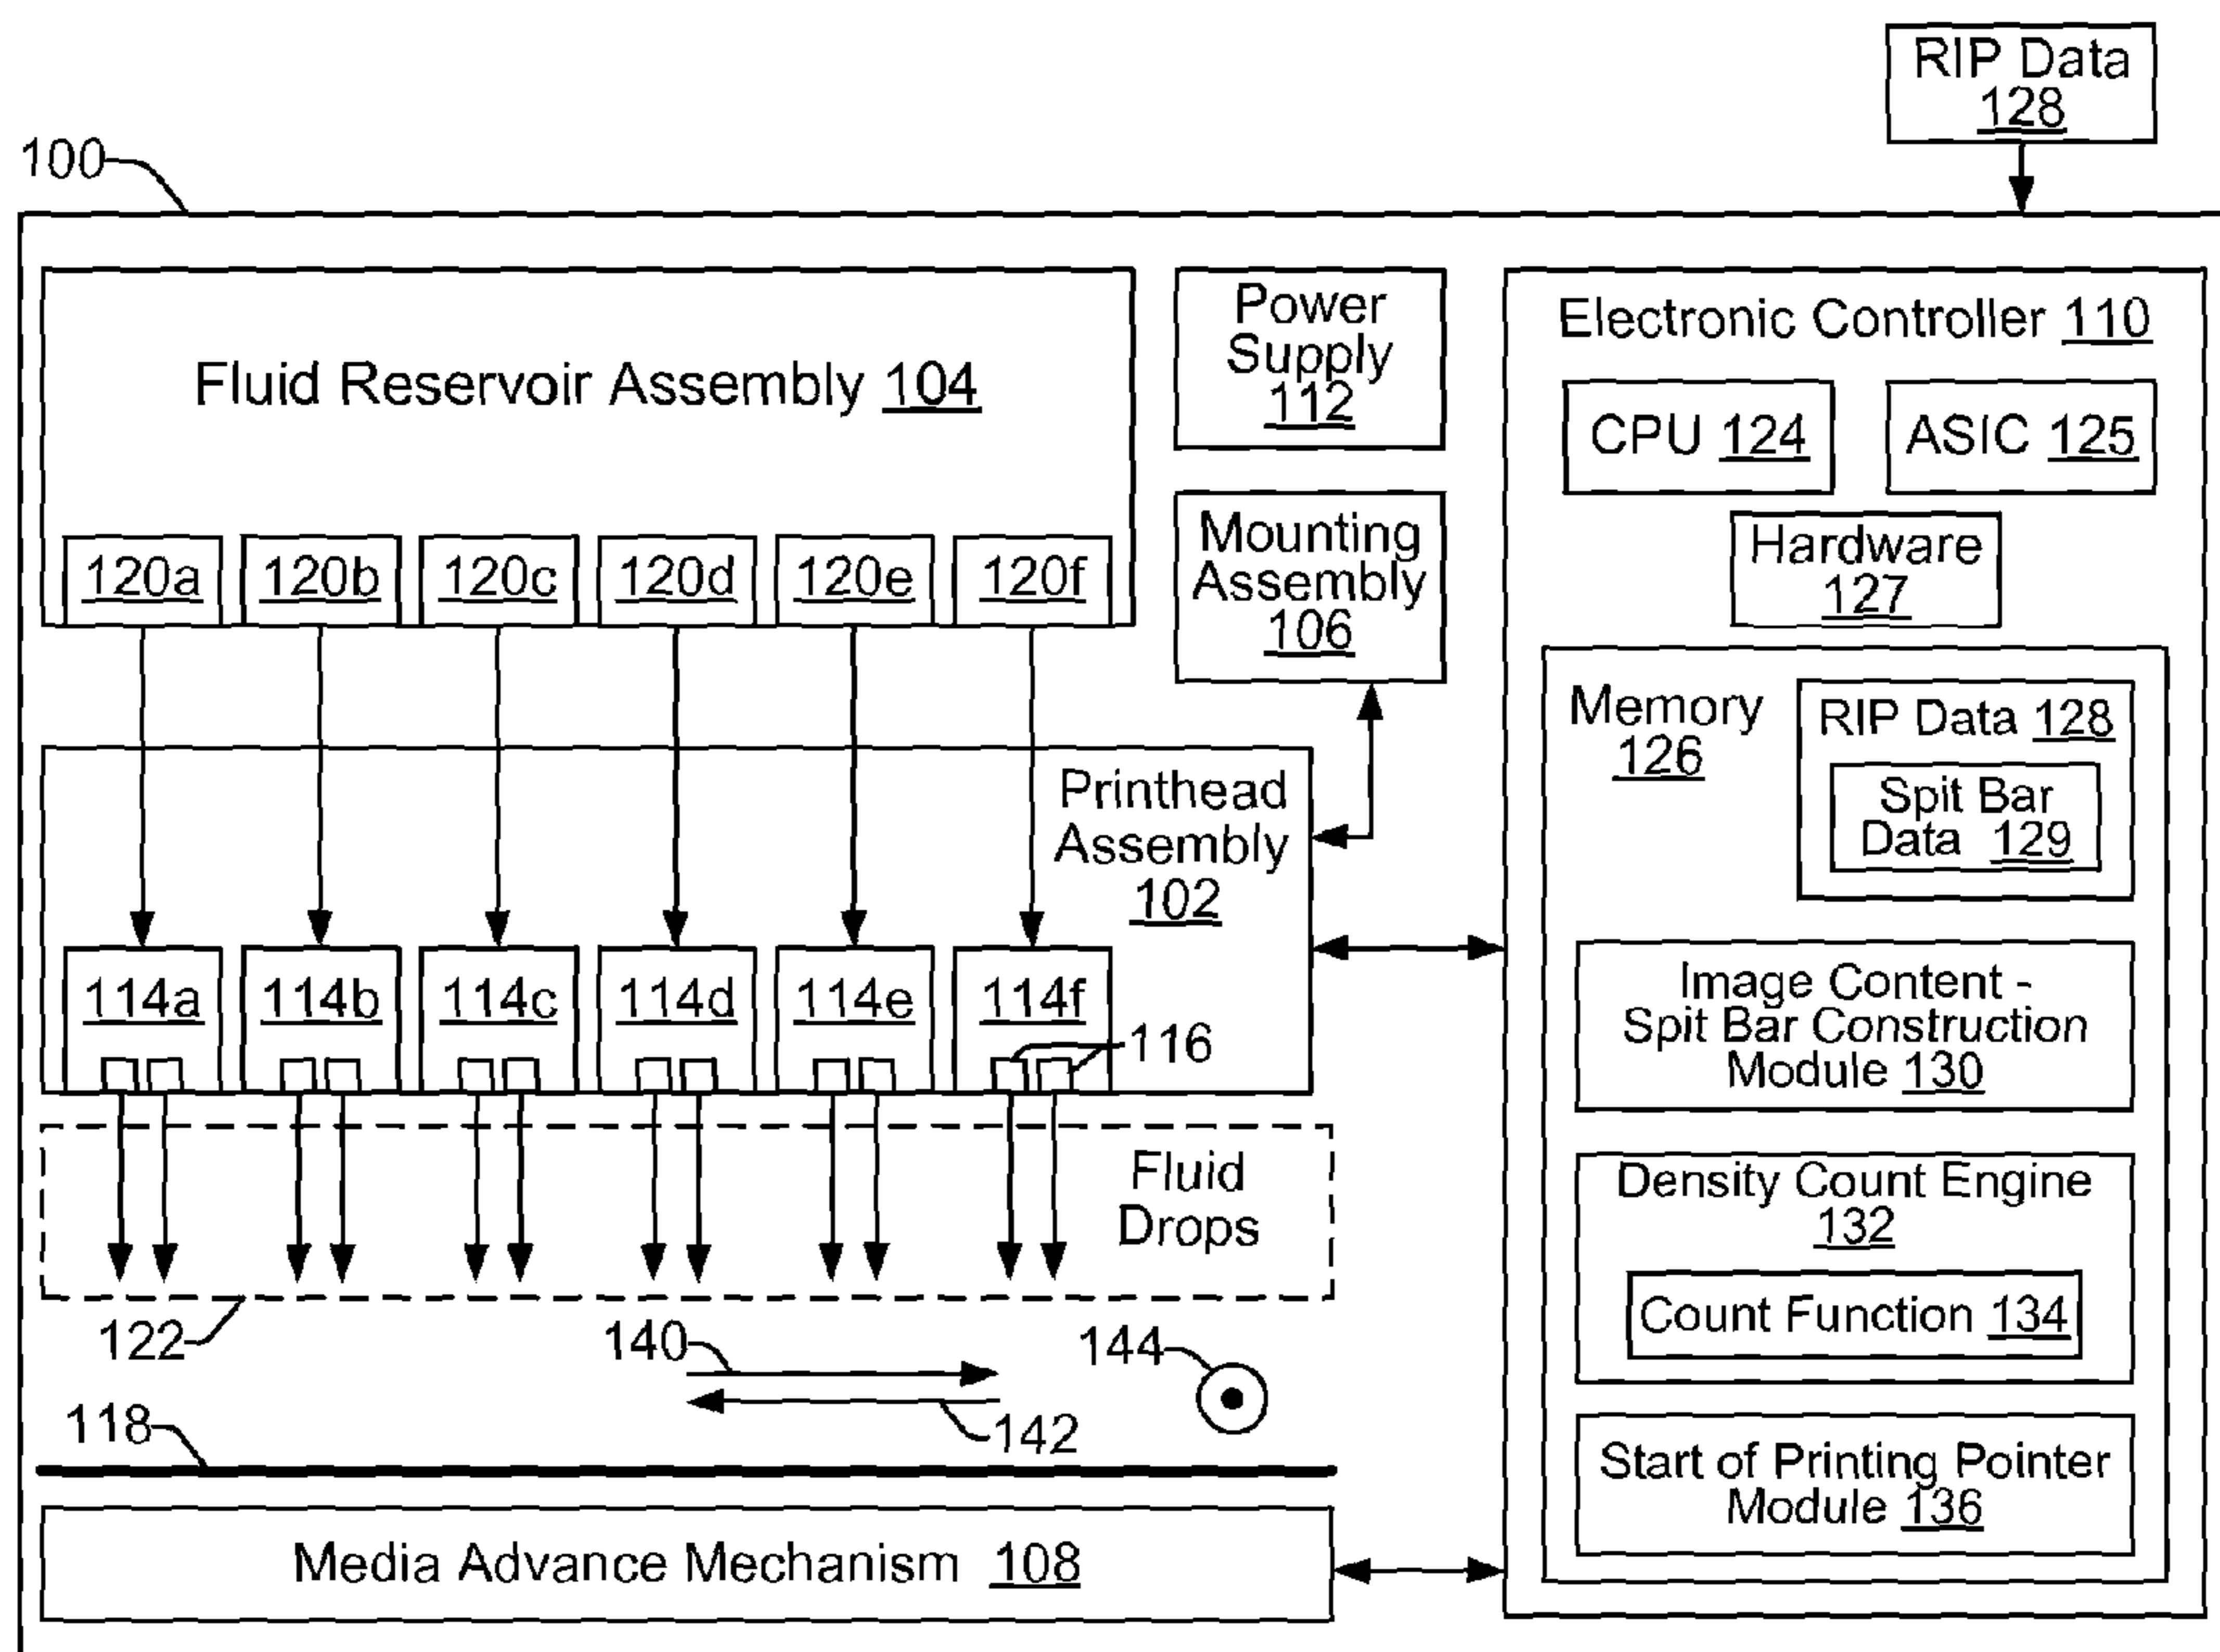 RIP Data
128
100
Fluid Reservoir Assembly 104
120a
120b
120c
120d
120e
120f
Power
Supply
112
Mounting
Assembly
106
Printhead
Assembly
102
114a
114b
114c
114d
114e
114f
116
Fluid
Drops
122
140
142
144
118
Media Advance Mechanism 108
Electronic Controller 110
CPU 124
ASIC 125
Hardware
127
Memory
126
RIP Data 128
Spit Bar
Data 129
Image Content -
Spit Bar Construction
Module 130
Density Count Engine
132
Count Function 134
Start of Printing Pointer
Module 136